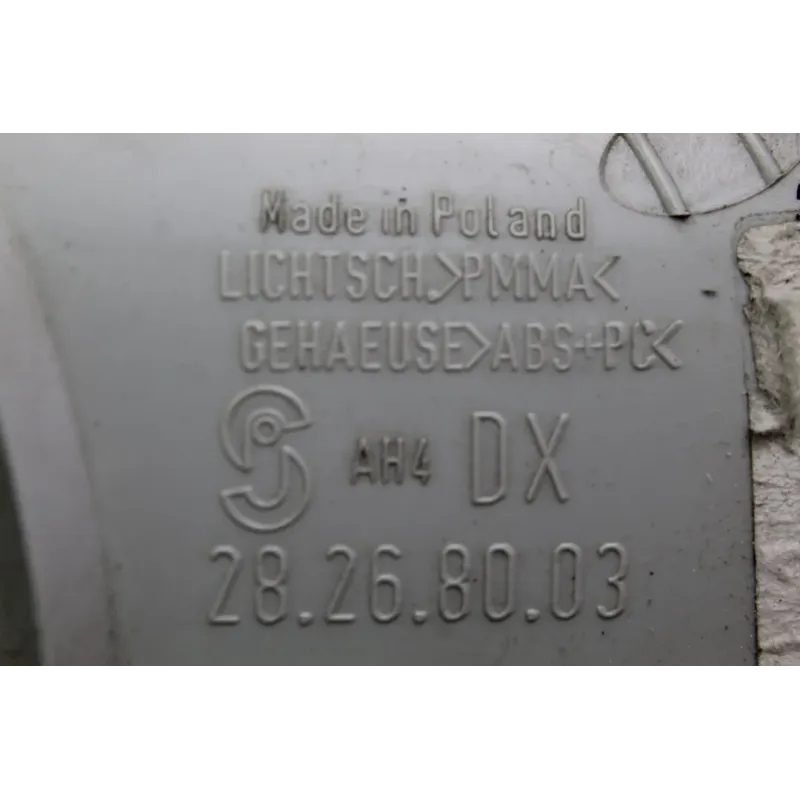 Made in Poland
LICHTSCH.>PMMA<
GEHAEUSE>ABS+PC<
AH4 DX
28.26.80.03